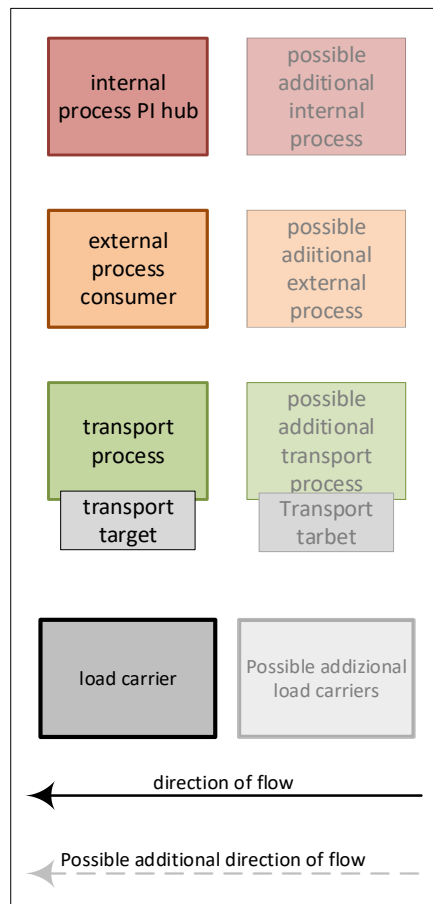 internal
process PI hub
possible
additional
internal
process
external
process
consumer
possible
adiitional
external
process
transport
process
transport
target
possible
additional
transport
process
Transport
tarbet
load carrier
Possible addizional
load carriers
direction of flow
Possible additional direction of flow